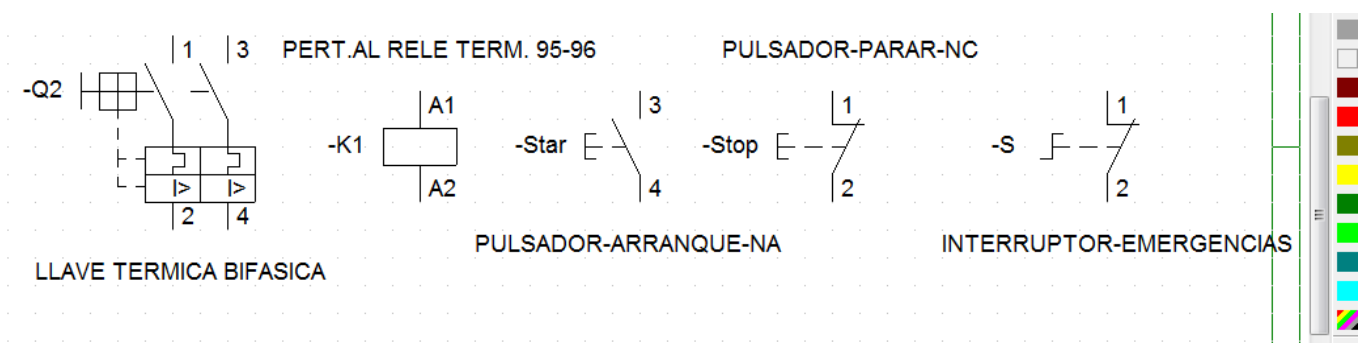 1 3 PERT.AL RELE TERM. 95-96 PULSADOR-PARAR-NC
-Q2 A1 3 1 1
-K1 -Star -Stop -S
I> I> A2 4 2 2
2 4
PULSADOR-ARRANQUE-NA INTERRUPTOR-EMERGENCIAS
LLAVE TERMICA BIFASICA